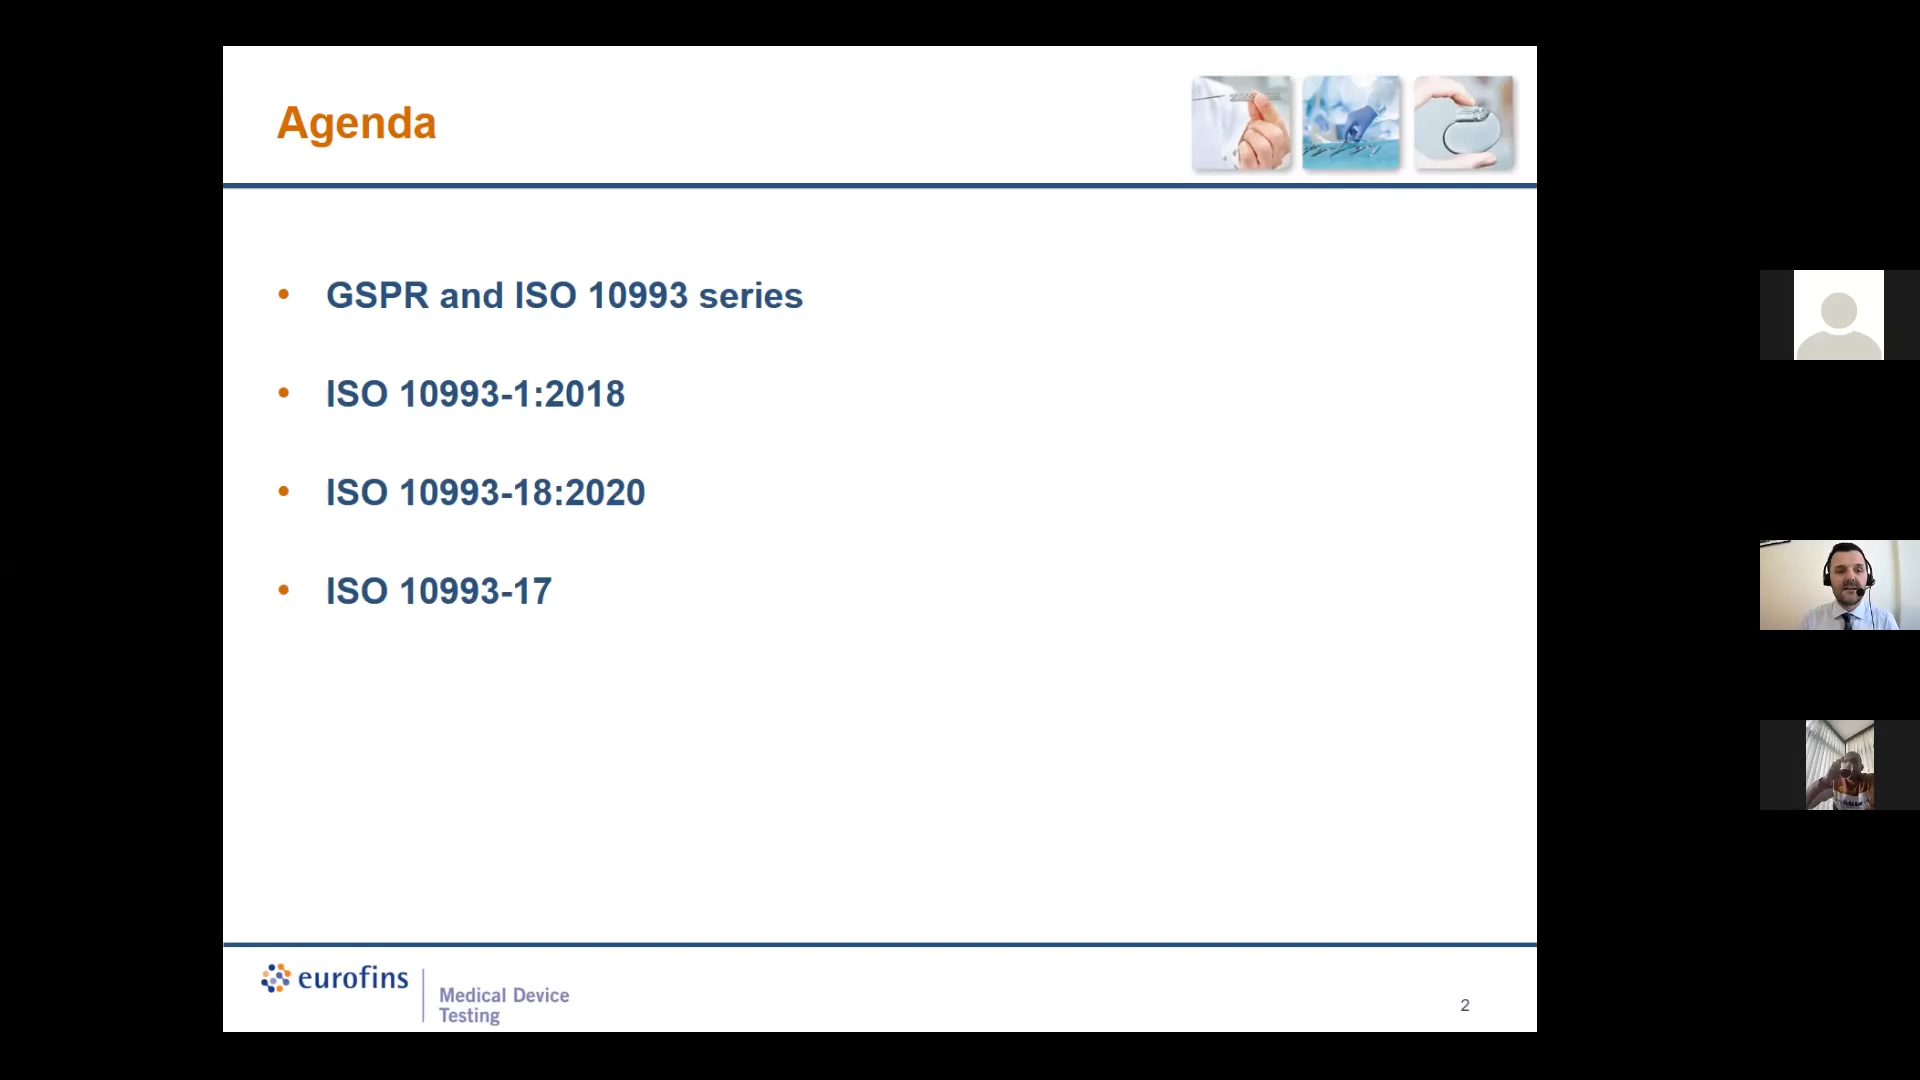 Agenda
• GSPR and ISO 10993 series
• ISO 10993-1:2018
• ISO 10993-18:2020
• ISO 10993-17
eurofins
Medical Device
Testing
2